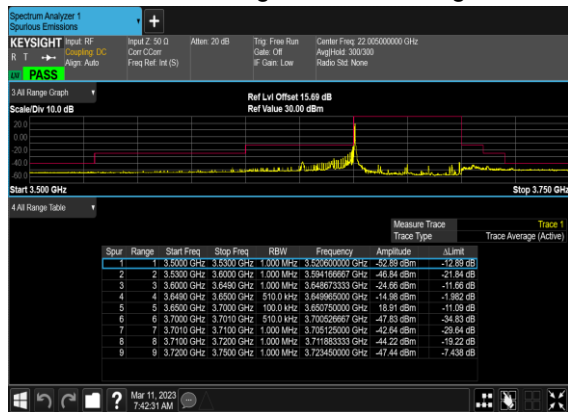 Spectrum Analyzer 1
Spurious Emissions
+
KEYSIGHT Input: RF Input Z: 50 Ω Atten: 20 dB Trig: Free Run Center Freq: 22.005000000 GHz
R T Coupling: DC Corr CCorr Gate: Off Avg|Hold: 300/300
Align: Auto Freq Ref: Int (S) IF Gain: Low Radio Std: None
LM PASS
3 All Range Graph
Ref Lvl Offset 15.69 dB
Scale/Div 10.0 dB Ref Value 30.00 dBm
20.0
0.00
-20.0
-40.0
-60.0
Start 3.500 GHz Stop 3.750 GHz
4 All Range Table
Measure Trace Trace 1
Trace Type Trace Average (Active)
Spur Range Start Freq Stop Freq RBW Frequency Amplitude ΔLimit
1 1 3.5000 GHz 3.5300 GHz 1.000 MHz 3.520600000 GHz -52.89 dBm -12.89 dB
2 2 3.5300 GHz 3.6000 GHz 1.000 MHz 3.594166667 GHz -46.84 dBm -21.84 dB
3 3 3.6000 GHz 3.6490 GHz 1.000 MHz 3.648673333 GHz -24.66 dBm -11.66 dB
4 4 3.6490 GHz 3.6500 GHz 510.0 kHz 3.649965000 GHz -14.98 dBm -1.982 dB
5 5 3.6500 GHz 3.7000 GHz 100.0 kHz 3.650750000 GHz 18.91 dBm -11.09 dB
6 6 3.7000 GHz 3.7010 GHz 510.0 kHz 3.700526667 GHz -47.83 dBm -34.83 dB
7 7 3.7010 GHz 3.7100 GHz 1.000 MHz 3.705125000 GHz -42.64 dBm -29.64 dB
8 8 3.7100 GHz 3.7200 GHz 1.000 MHz 3.711883333 GHz -44.22 dBm -19.22 dB
9 9 3.7200 GHz 3.7500 GHz 1.000 MHz 3.723450000 GHz -47.44 dBm -7.438 dB
? Mar 11, 2023
7:42:31 AM